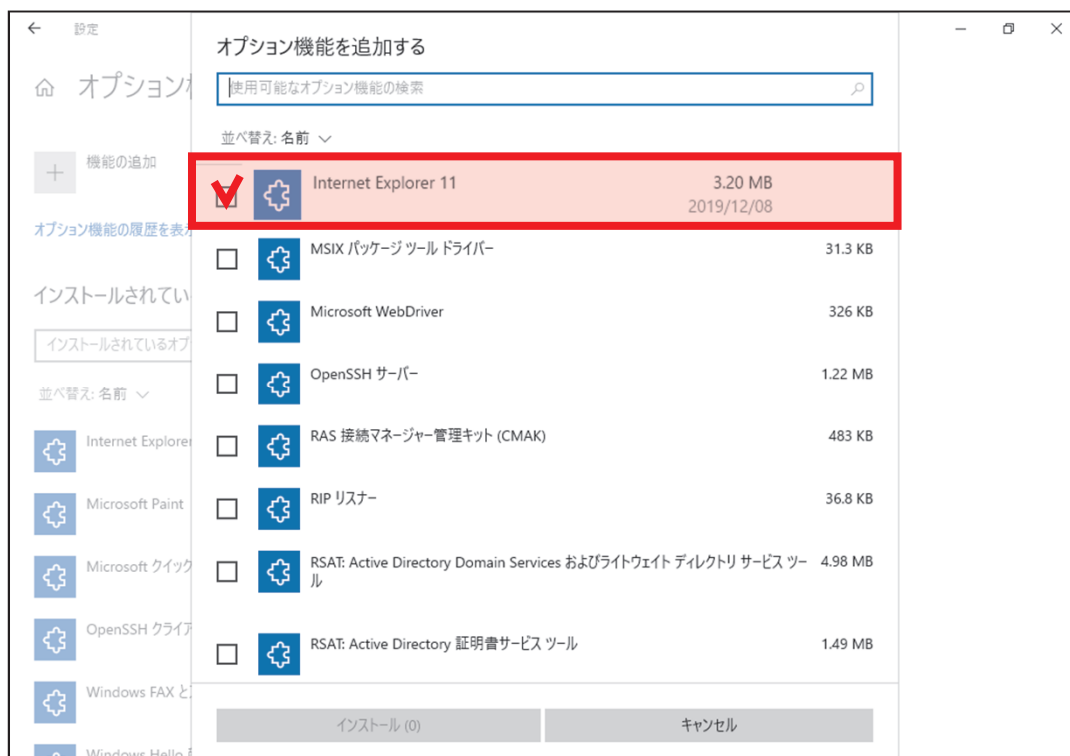 設定
オプション機能を追加する
オプション機
使用可能なオプション機能の検索
並べ替え: 名前
機能の追加
Internet Explorer 11
3.20 MB
2019/12/08
オプション機能の履歴を表示
MSIX パッケージ ツール ドライバー
31.3 KB
インストールされてい
Microsoft WebDriver
326 KB
インストールされているオプ
OpenSSH サーバー
1.22 MB
並べ替え: 名前
RAS 接続マネージャー管理キット (CMAK)
483 KB
Internet Explorer
RIP リスナー
36.8 KB
Microsoft Paint
RSAT: Active Directory Domain Services およびライトウェイト ディレクトリ サービス ツー
ル
4.98 MB
Microsoft クイック
OpenSSH クライア
RSAT: Active Directory 証明書サービス ツール
1.49 MB
Windows FAX と
インストール (0)
キャンセル
Windows Hello